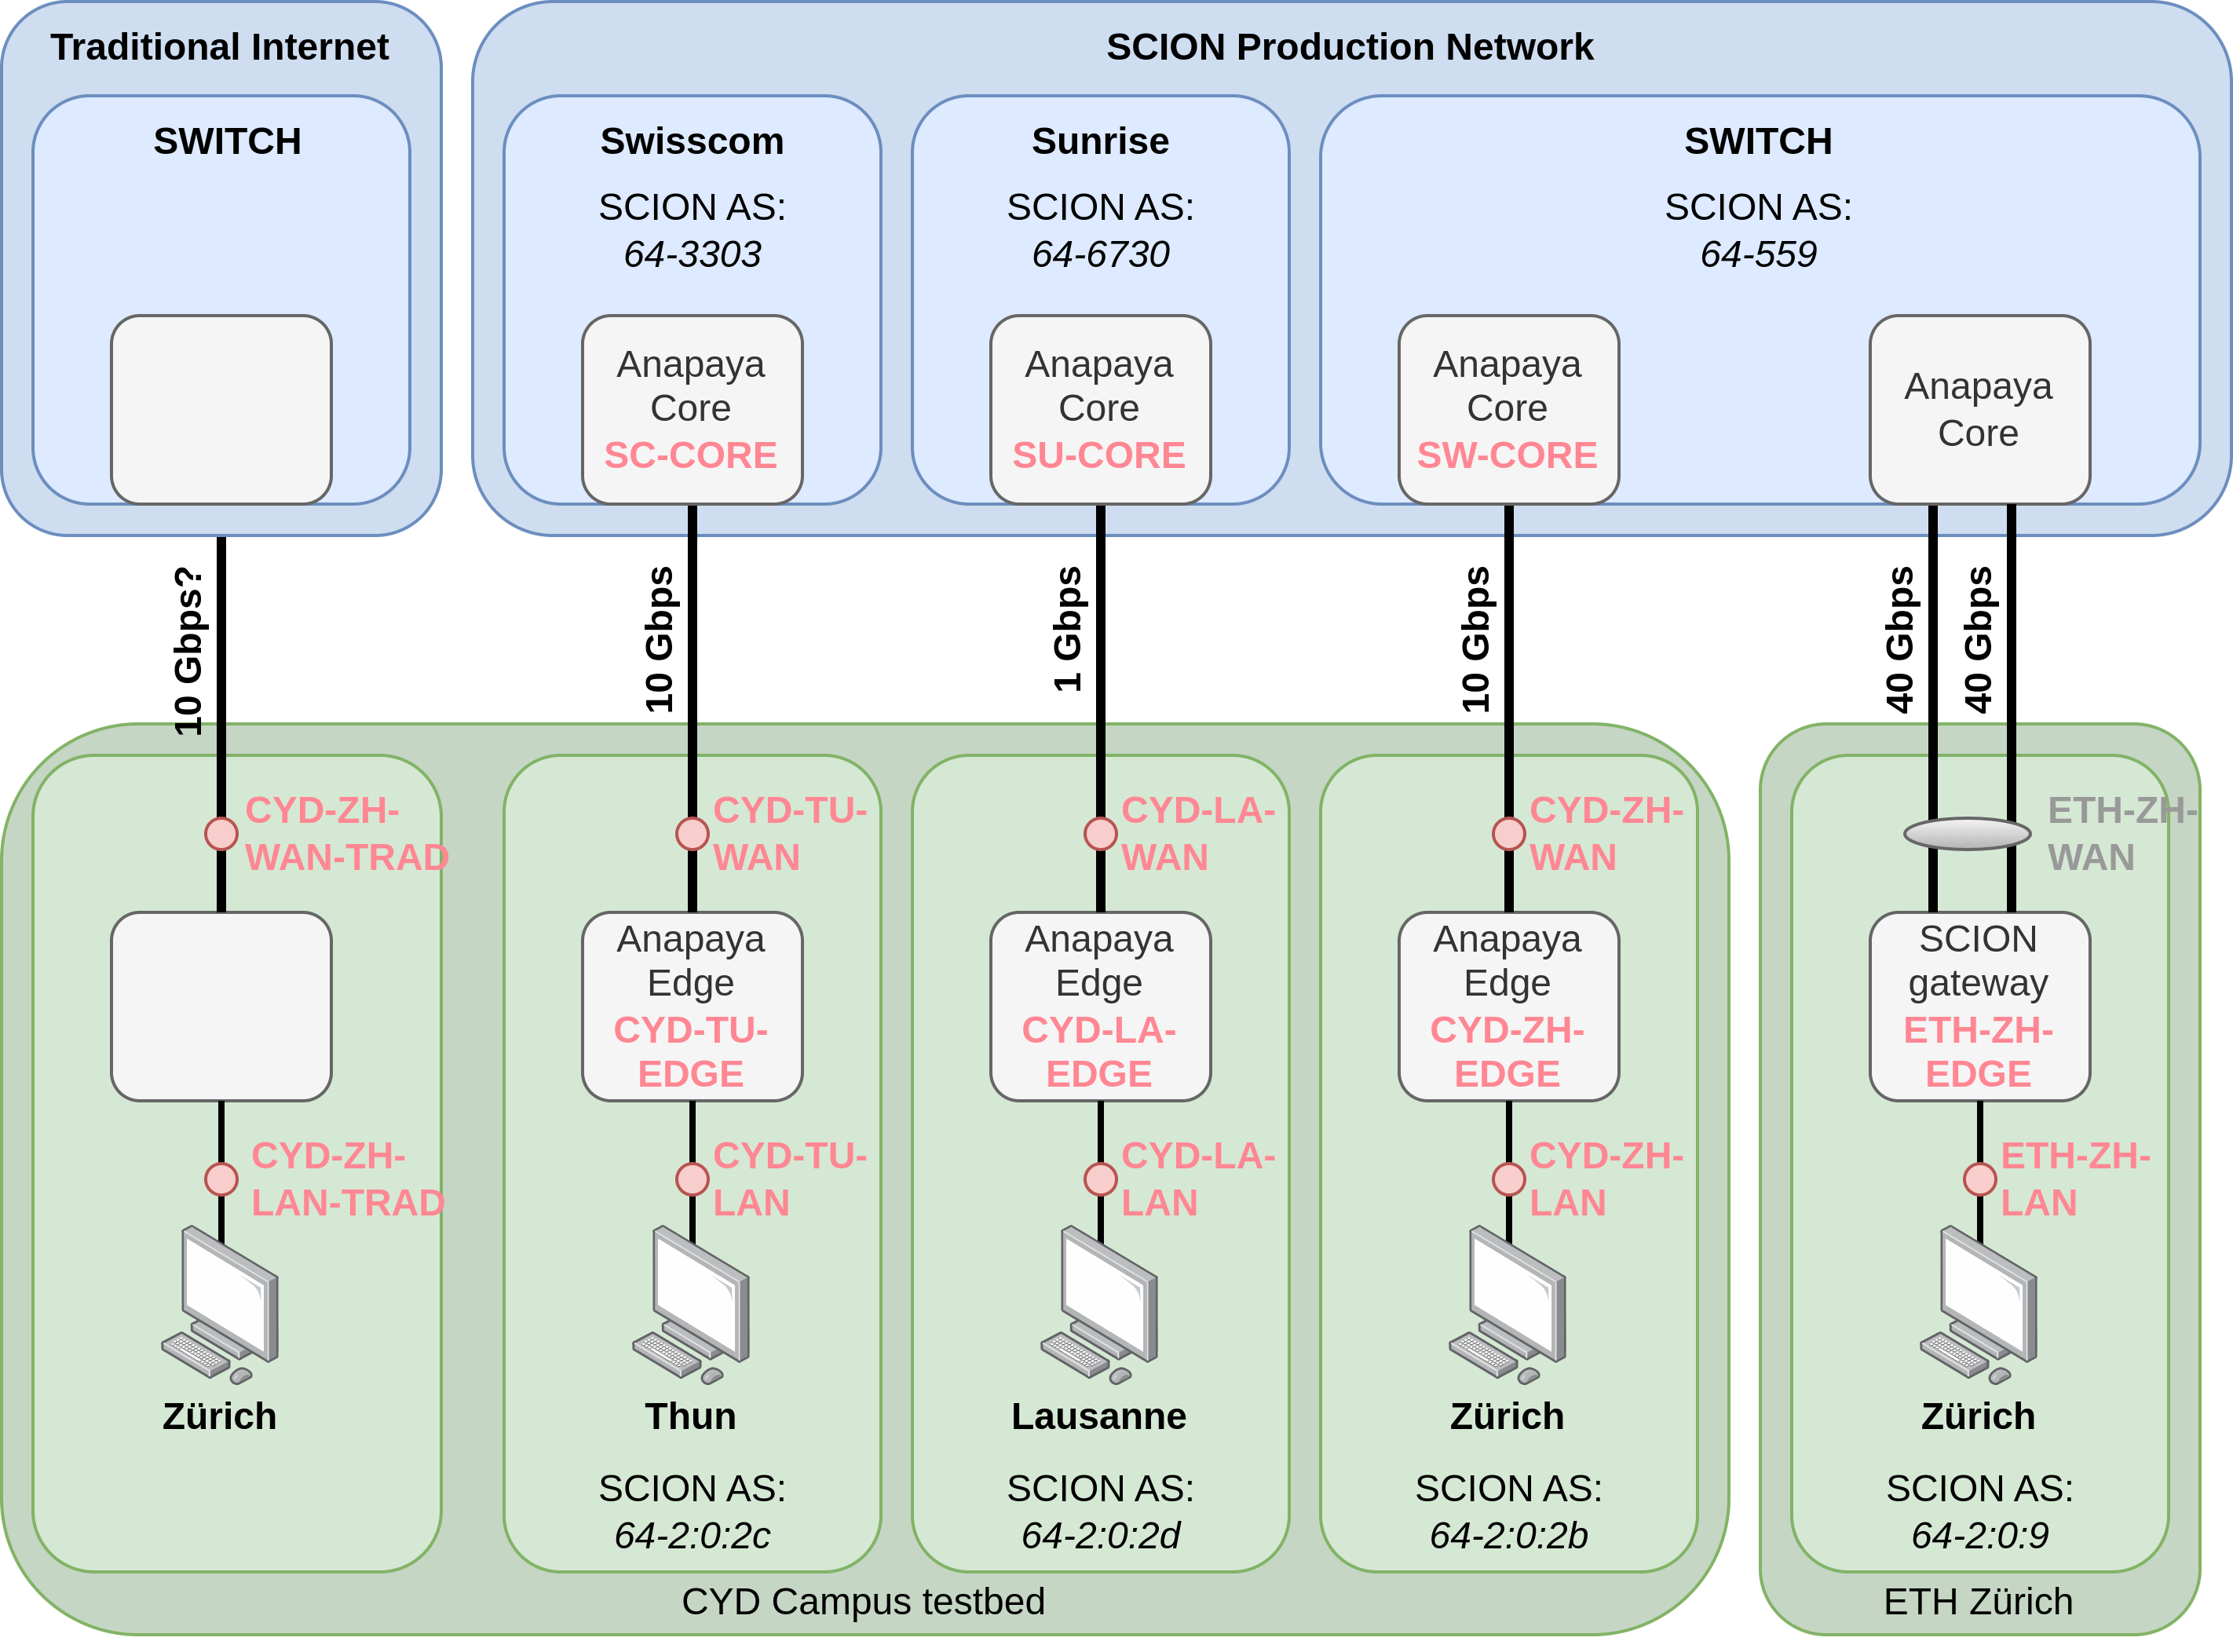 Traditional Internet
SCION Production Network
SWITCH
Swisscom
SCION AS:
64-3303
Sunrise
SCION AS:
64-6730
SWITCH
SCION AS:
64-559
Anapaya
Core
SC-CORE
Anapaya
Core
SU-CORE
Anapaya
Core
SW-CORE
Anapaya
Core
10 Gbps?
10 Gbps
1 Gbps
10 Gbps
40 Gbps
40 Gbps
CYD-ZH-
WAN-TRAD
CYD-TU-
WAN
CYD-LA-
WAN
CYD-ZH-
WAN
ETH-ZH-
WAN
Anapaya
Edge
CYD-TU-
EDGE
Anapaya
Edge
CYD-LA-
EDGE
Anapaya
Edge
CYD-ZH-
EDGE
SCION
gateway
ETH-ZH-
EDGE
CYD-ZH-
LAN-TRAD
CYD-TU-
LAN
CYD-LA-
LAN
CYD-ZH-
LAN
ETH-ZH-
LAN
Zürich
Thun
SCION AS:
64-2:0:2c
Lausanne
SCION AS:
64-2:0:2d
Zürich
SCION AS:
64-2:0:2b
Zürich
SCION AS:
64-2:0:9
CYD Campus testbed
ETH Zürich